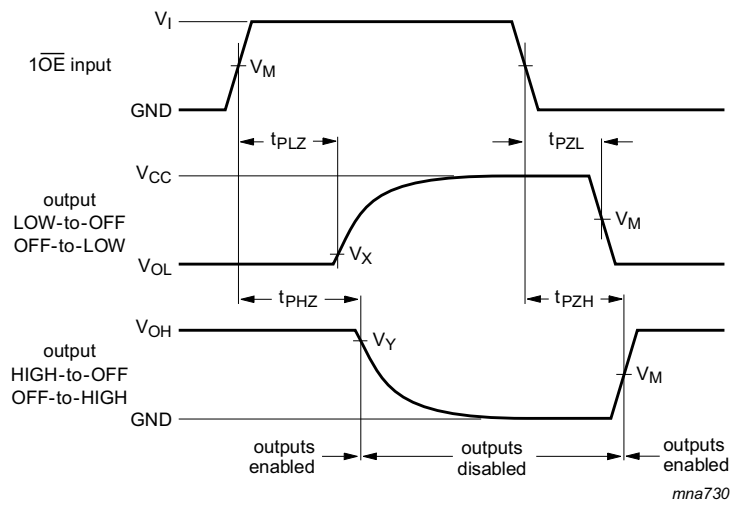 V_I
1O̅E̅ input
V_M
GND
t_PLZ
t_PZL
V_CC
output
LOW-to-OFF
OFF-to-LOW
V_M
V_X
V_OL
t_PHZ
t_PZH
V_OH
V_Y
output
HIGH-to-OFF
OFF-to-HIGH
V_M
GND
outputs
enabled
outputs
disabled
outputs
enabled
mna730